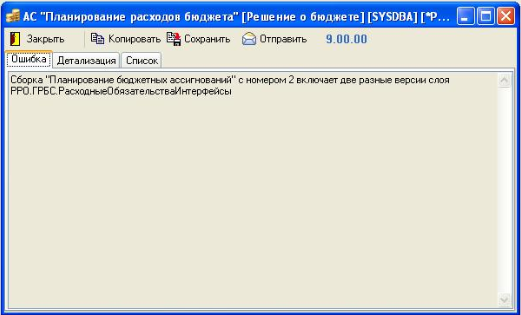 АС "Планирование расходов бюджета" [Решение о бюджете] [SYSDBA] [*Р...
Закрыть Копировать Сохранить Отправить 9.00.00
Ошибка Детализация Список
Сборка "Планирование бюджетных ассигнований" с номером 2 включает две разные версии слоя
РРО.ГРБС.РасходныеОбязательстваИнтерфейсы